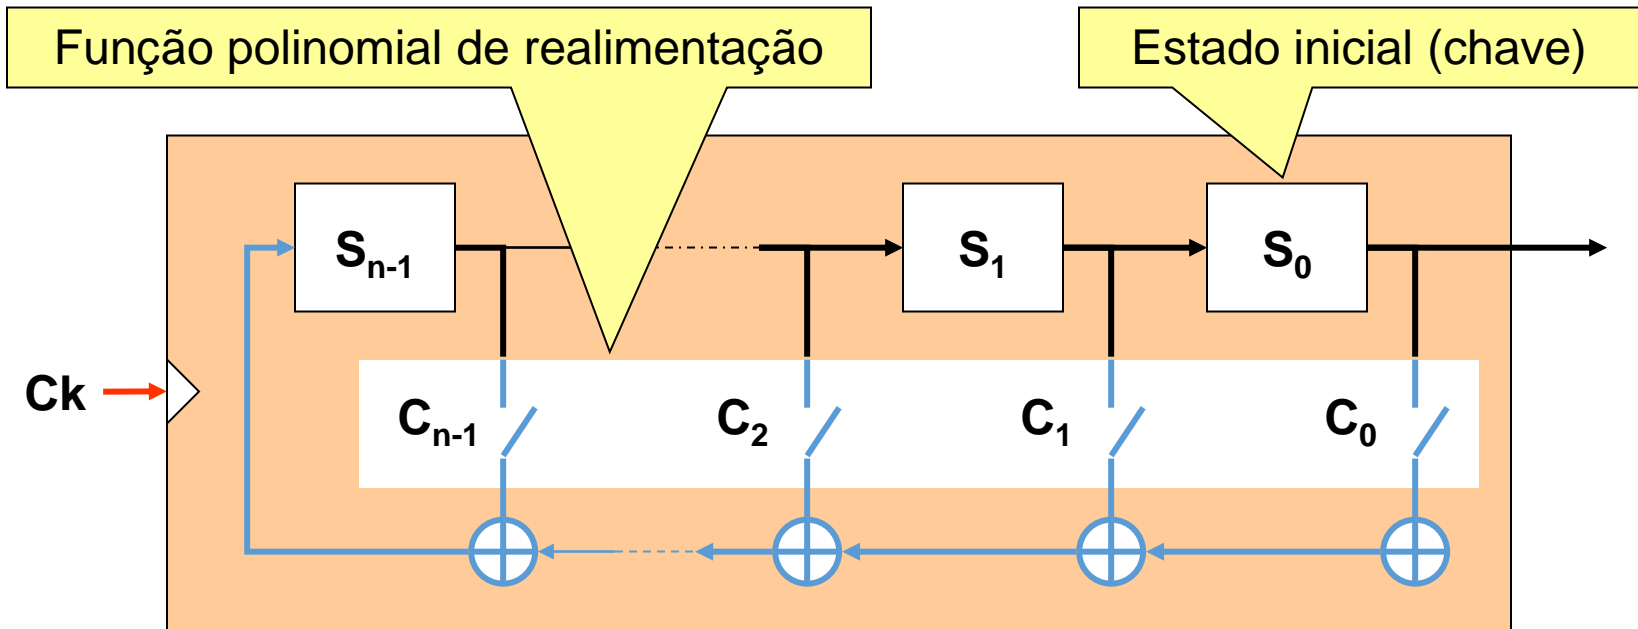 Função polinomial de realimentação
Estado inicial (chave)
Sn-1
S1
S0
Ck
Cn-1
C2
C1
C0